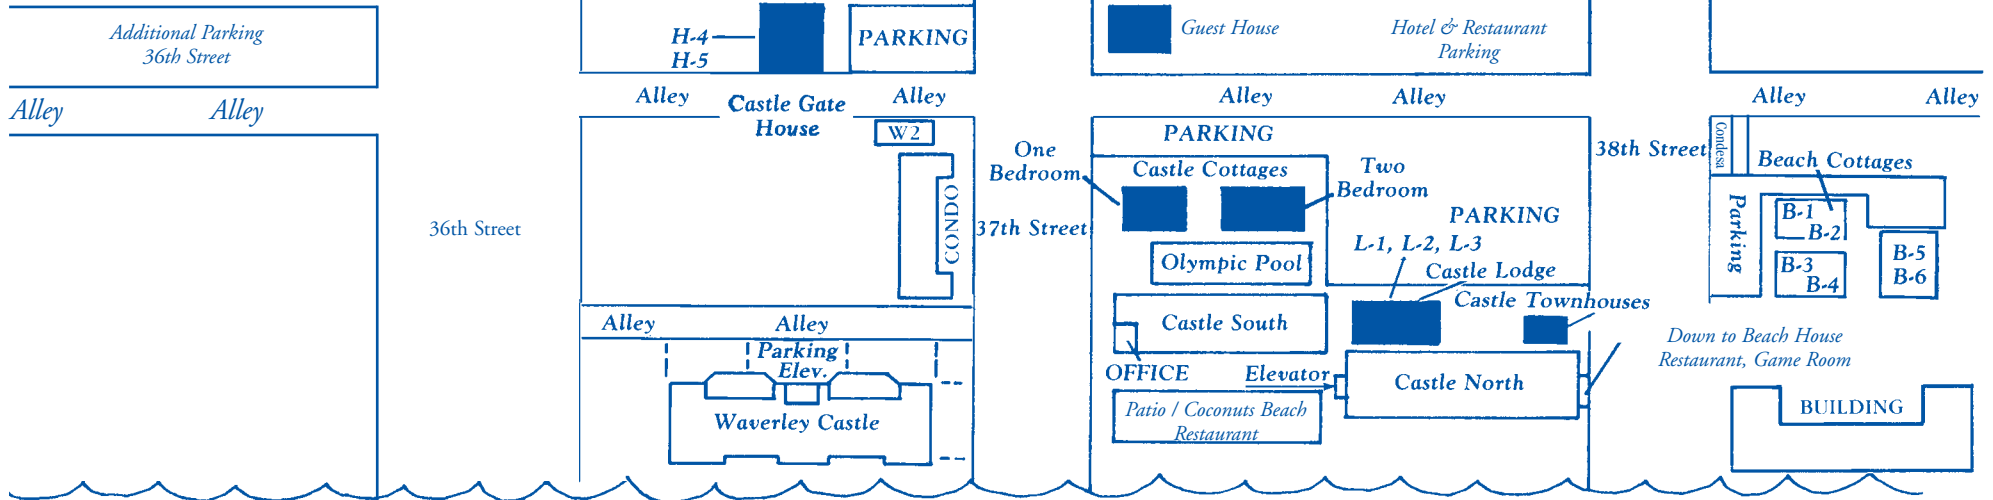 Additional Parking
36th Street
H-4
H-5
PARKING
Guest House
Hotel & Restaurant
Parking
Alley
Alley
Alley
Castle Gate
House
Alley
Alley
Alley
Alley
Alley
W2
CONDO
36th Street
37th Street
One
Bedroom
PARKING
Castle Cottages
Two
Bedroom
PARKING
38th Street
Condesa
Beach Cottages
Parking
B-1
B-2
B-3
B-4
B-5
B-6
L-1, L-2, L-3
Olympic Pool
Castle Lodge
Castle Townhouses
Alley
Alley
Castle South
Parking
Elev.
OFFICE
Elevator
Castle North
Down to Beach House
Restaurant, Game Room
Waverley Castle
Patio / Coconuts Beach
Restaurant
BUILDING